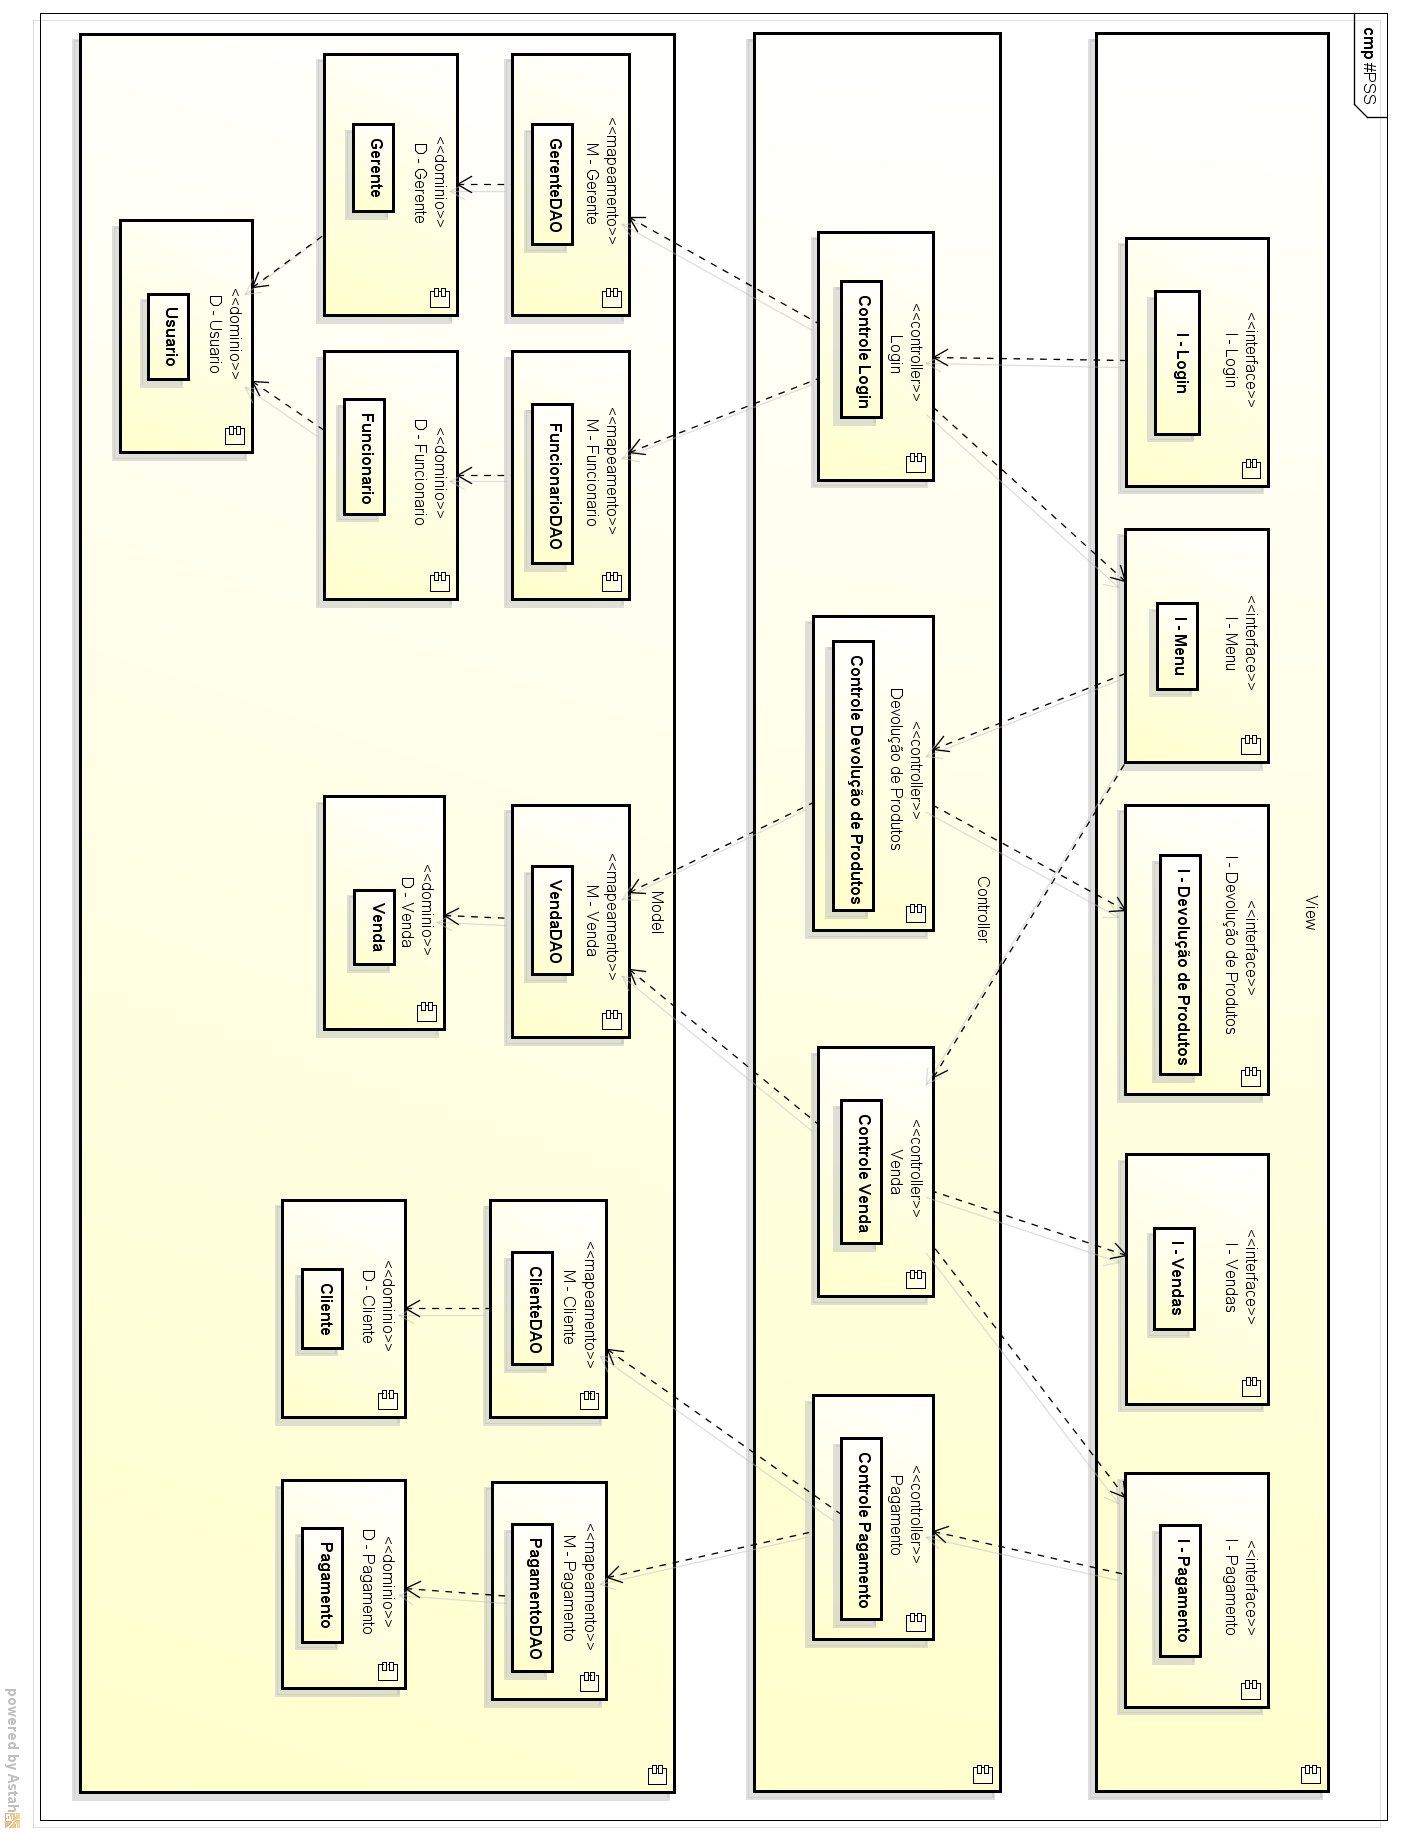 cmp #PSS
View
<<interface>>
I - Login
I - Login
<<interface>>
I - Menu
I - Menu
<<interface>>
I - Devolução de Produtos
I - Devolução de Produtos
<<interface>>
I - Vendas
I - Vendas
<<interface>>
I - Pagamento
I - Pagamento
Controller
<<controller>>
Login
Controle Login
<<controller>>
Devolução de Produtos
Controle Devolução de Produtos
<<controller>>
Venda
Controle Venda
<<controller>>
Pagamento
Controle Pagamento
Model
<<mapeamento>>
M - Gerente
GerenteDAO
<<mapeamento>>
M - Funcionario
FuncionarioDAO
<<mapeamento>>
M - Venda
VendaDAO
<<mapeamento>>
M - Cliente
ClienteDAO
<<mapeamento>>
M - Pagamento
PagamentoDAO
<<dominio>>
D - Gerente
Gerente
<<dominio>>
D - Funcionario
Funcionario
<<dominio>>
D - Venda
Venda
<<dominio>>
D - Cliente
Cliente
<<dominio>>
D - Pagamento
Pagamento
<<dominio>>
D - Usuario
Usuario
powered by Astah